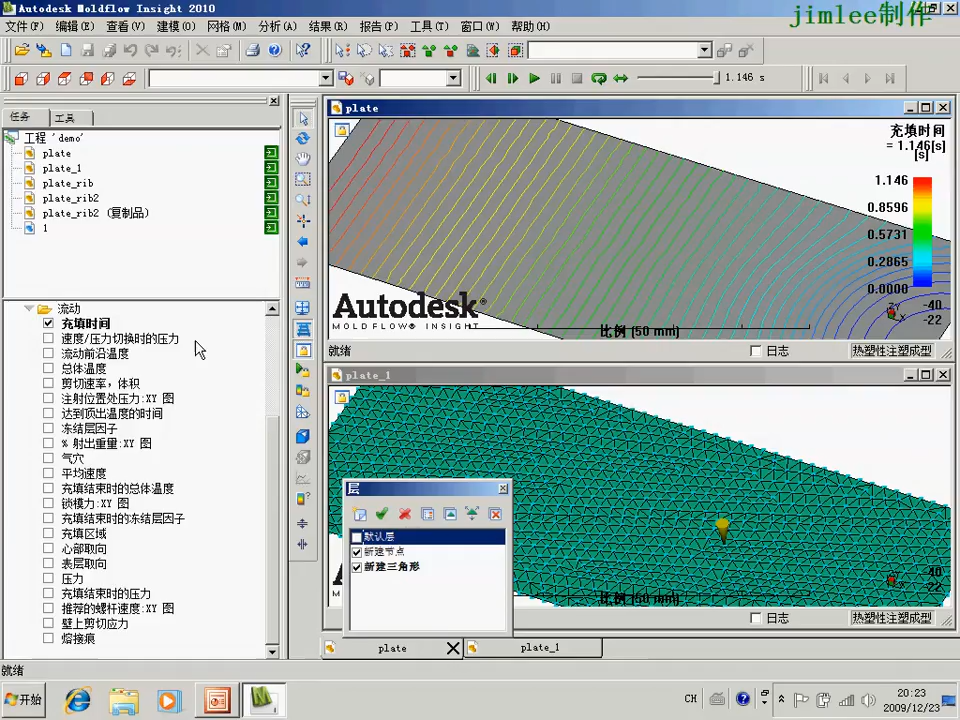 Autodesk Moldflow Insight 2010
jimlee制作
文件(F) 编辑(E) 查看(V) 建模(O) 网格(M) 分析(A) 结果(R) 报告(P) 工具(T) 窗口(W) 帮助(H)
1.146 s
任务 工具
工程 'demo'
plate
plate_1
plate_rib
plate_rib2
plate_rib2 (复制品)
1
流动
充填时间
速度/压力切换时的压力
流动前沿温度
总体温度
剪切速率，体积
注射位置处压力:XY 图
达到顶出温度的时间
冻结层因子
% 射出重量:XY 图
气穴
平均速度
充填结束时的总体温度
锁模力:XY 图
充填结束时的冻结层因子
充填区域
心部取向
表层取向
压力
充填结束时的压力
推荐的螺杆速度:XY 图
壁上剪切应力
熔接痕
plate
充填时间
= 1.146[s]
[s]
1.146
0.8596
0.5731
0.2865
0.0000
-40
-22
Z Y X
Autodesk®
MOLDFLOW® INSIGHT
比例 (50 mm)
就绪
日志
热塑性注塑成型
plate_1
层
默认层
新建节点
新建三角形
-40
-22
比例 (50 mm)
日志
热塑性注塑成型
plate
plate_1
就绪
开始
CH
20:23
2009/12/23